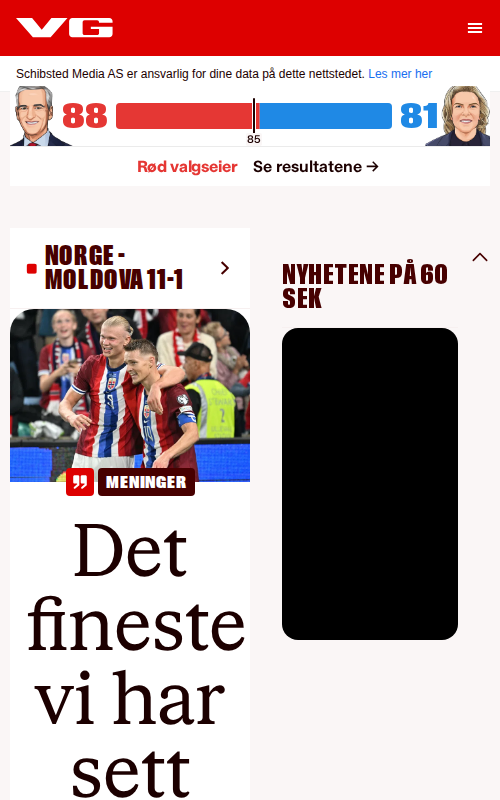 VG
Schibsted Media AS er ansvarlig for dine data på dette nettstedet. Les mer her
88
81
85
Rød valgseier Se resultatene →
NORGE -
MOLDOVA 11-1
MENINGER
Det
fineste
vi har
sett
NYHETENE PÅ 60
SEK